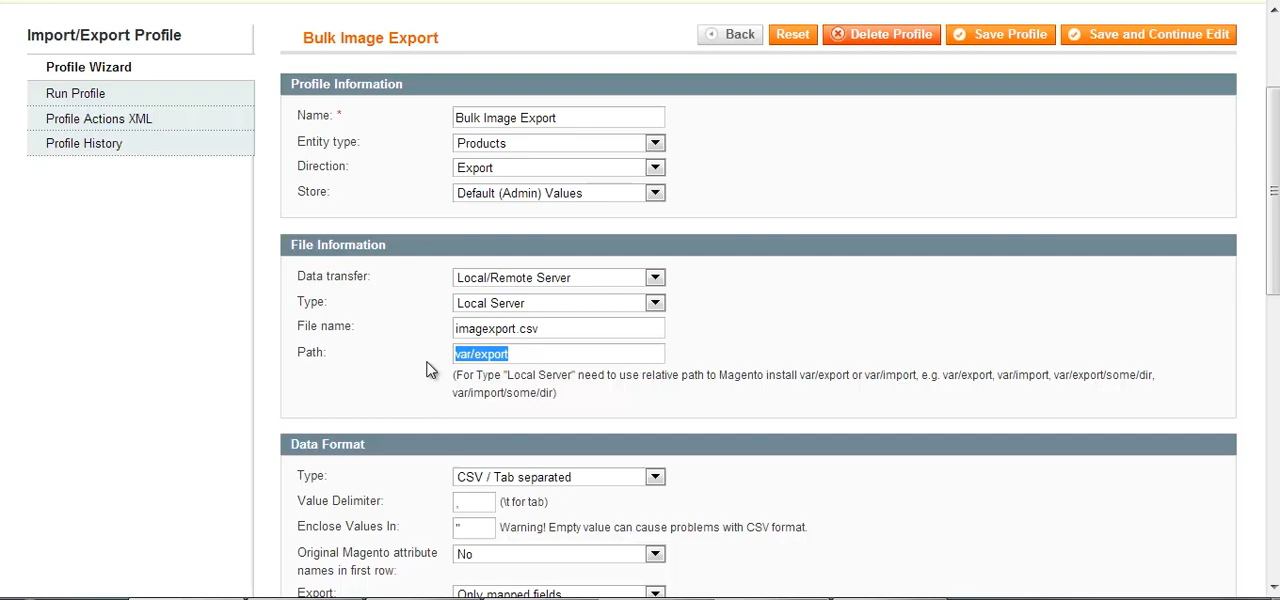 Import/Export Profile
Profile Wizard
Run Profile
Profile Actions XML
Profile History
Bulk Image Export
Back
Reset
Delete Profile
Save Profile
Save and Continue Edit
Profile Information
Name: *
Bulk Image Export
Entity type:
Products
Direction:
Export
Store:
Default (Admin) Values
File Information
Data transfer:
Local/Remote Server
Type:
Local Server
File name:
imagexport.csv
Path:
var/export
(For Type "Local Server" need to use relative path to Magento install var/export or var/import, e.g. var/export, var/import, var/export/some/dir,
var/import/some/dir)
Data Format
Type:
CSV / Tab separated
Value Delimiter:
,
(\t for tab)
Enclose Values In:
"
Warning! Empty value can cause problems with CSV format.
Original Magento attribute
names in first row:
No
Export:
Only mapped fields